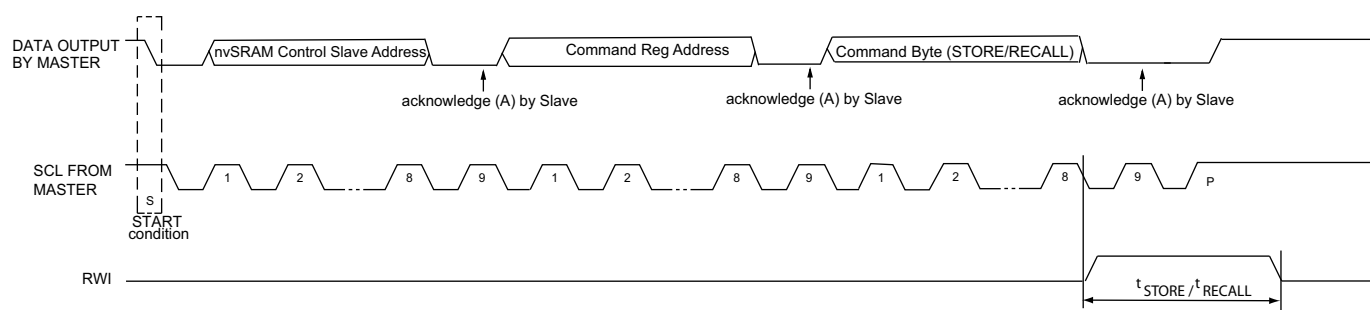 DATA OUTPUT
BY MASTER
nvSRAM Control Slave Address
Command Reg Address
Command Byte (STORE/RECALL)
acknowledge (A) by Slave
acknowledge (A) by Slave
acknowledge (A) by Slave
SCL FROM
MASTER
1 2 8 9 1 2 8 9 1 2 8 9 P
S
START
condition
RWI
t STORE / t RECALL